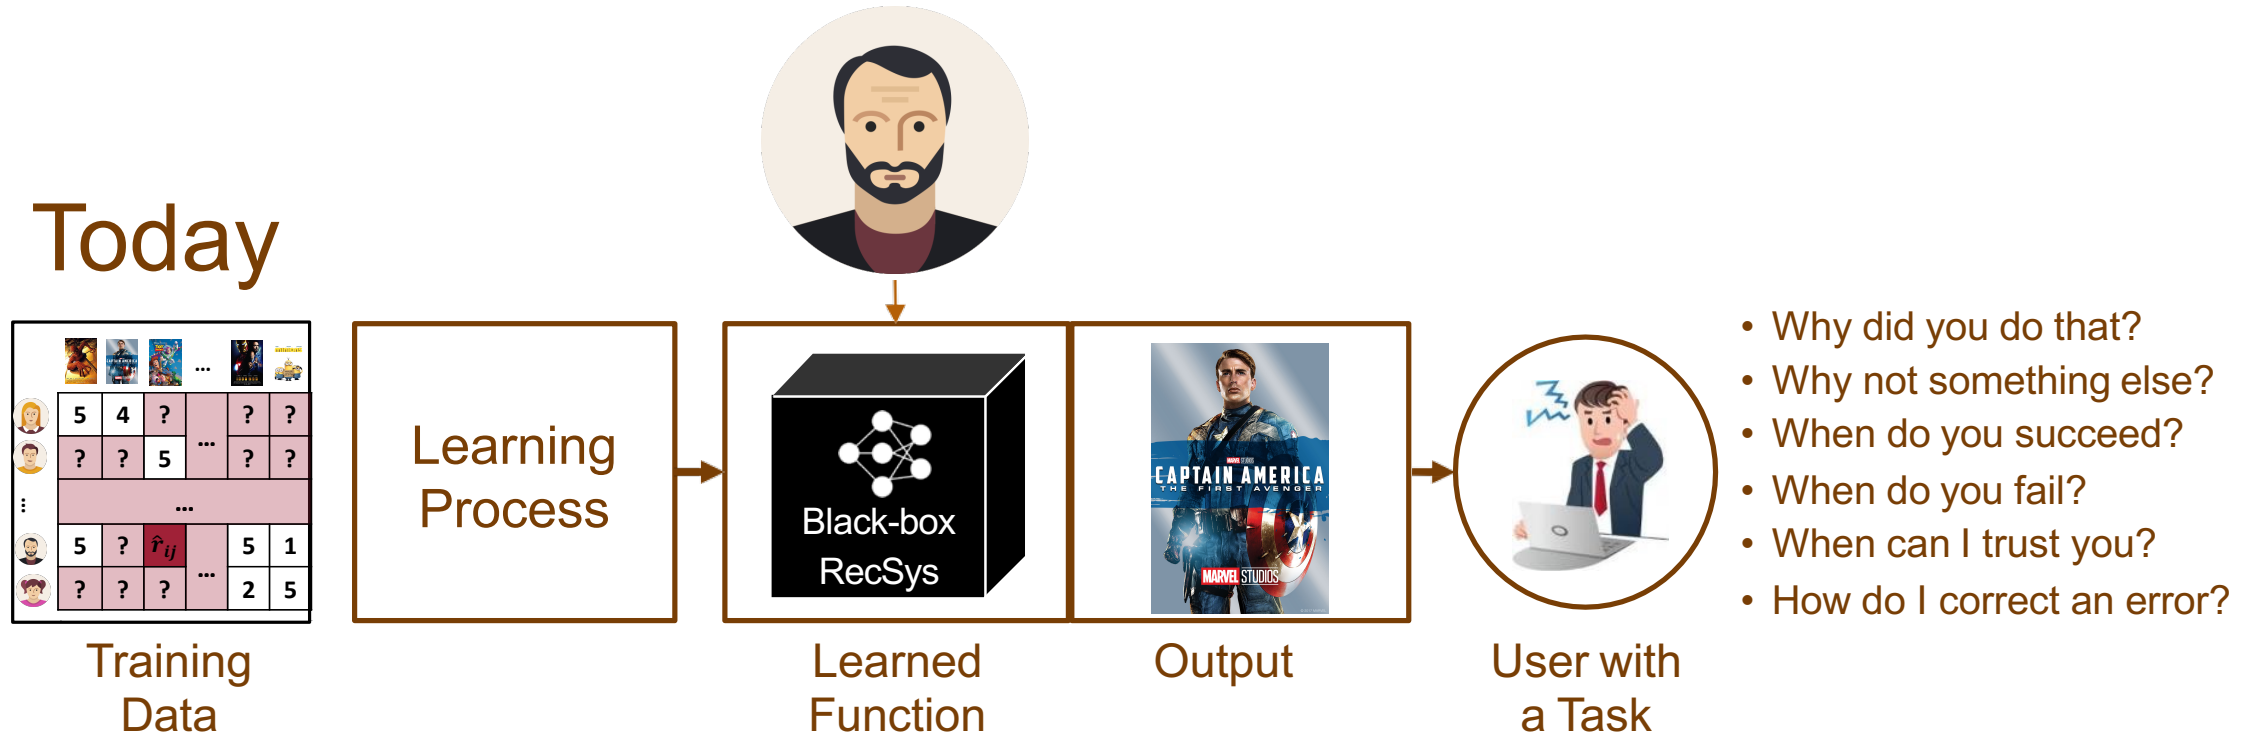 Today
...
5 4 ? ... ? ?
? ? 5 ? ?
...
...
5 ? r̂ij ... 5 1
? ? ? 2 5
Training
Data
Learning
Process
Black-box
RecSys
Learned
Function
MARVEL STUDIOS
CAPTAIN AMERICA
THE FIRST AVENGER
MARVEL STUDIOS
Output
User with
a Task
• Why did you do that?
• Why not something else?
• When do you succeed?
• When do you fail?
• When can I trust you?
• How do I correct an error?